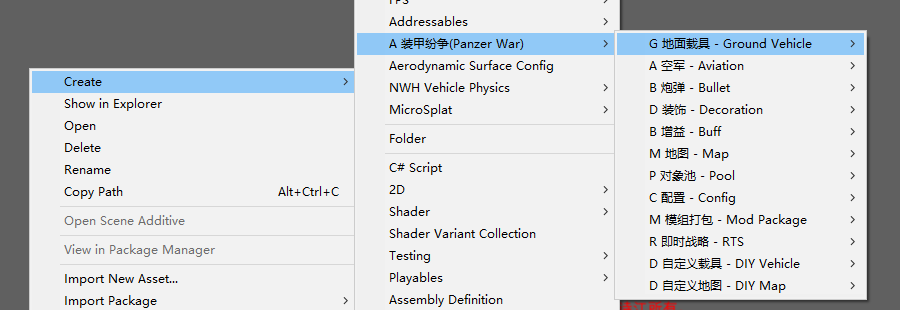 Create
Show in Explorer
Open
Delete
Rename
Copy Path Alt+Ctrl+C
Open Scene Additive
View in Package Manager
Import New Asset...
Import Package
Addressables
A 装甲纷争(Panzer War)
Aerodynamic Surface Config
NWH Vehicle Physics
MicroSplat
Folder
C# Script
2D
Shader
Shader Variant Collection
Testing
Playables
Assembly Definition
G 地面载具 - Ground Vehicle
A 空军 - Aviation
B 炮弹 - Bullet
D 装饰 - Decoration
B 增益 - Buff
M 地图 - Map
P 对象池 - Pool
C 配置 - Config
M 模组打包 - Mod Package
R 即时战略 - RTS
D 自定义载具 - DIY Vehicle
D 自定义地图 - DIY Map